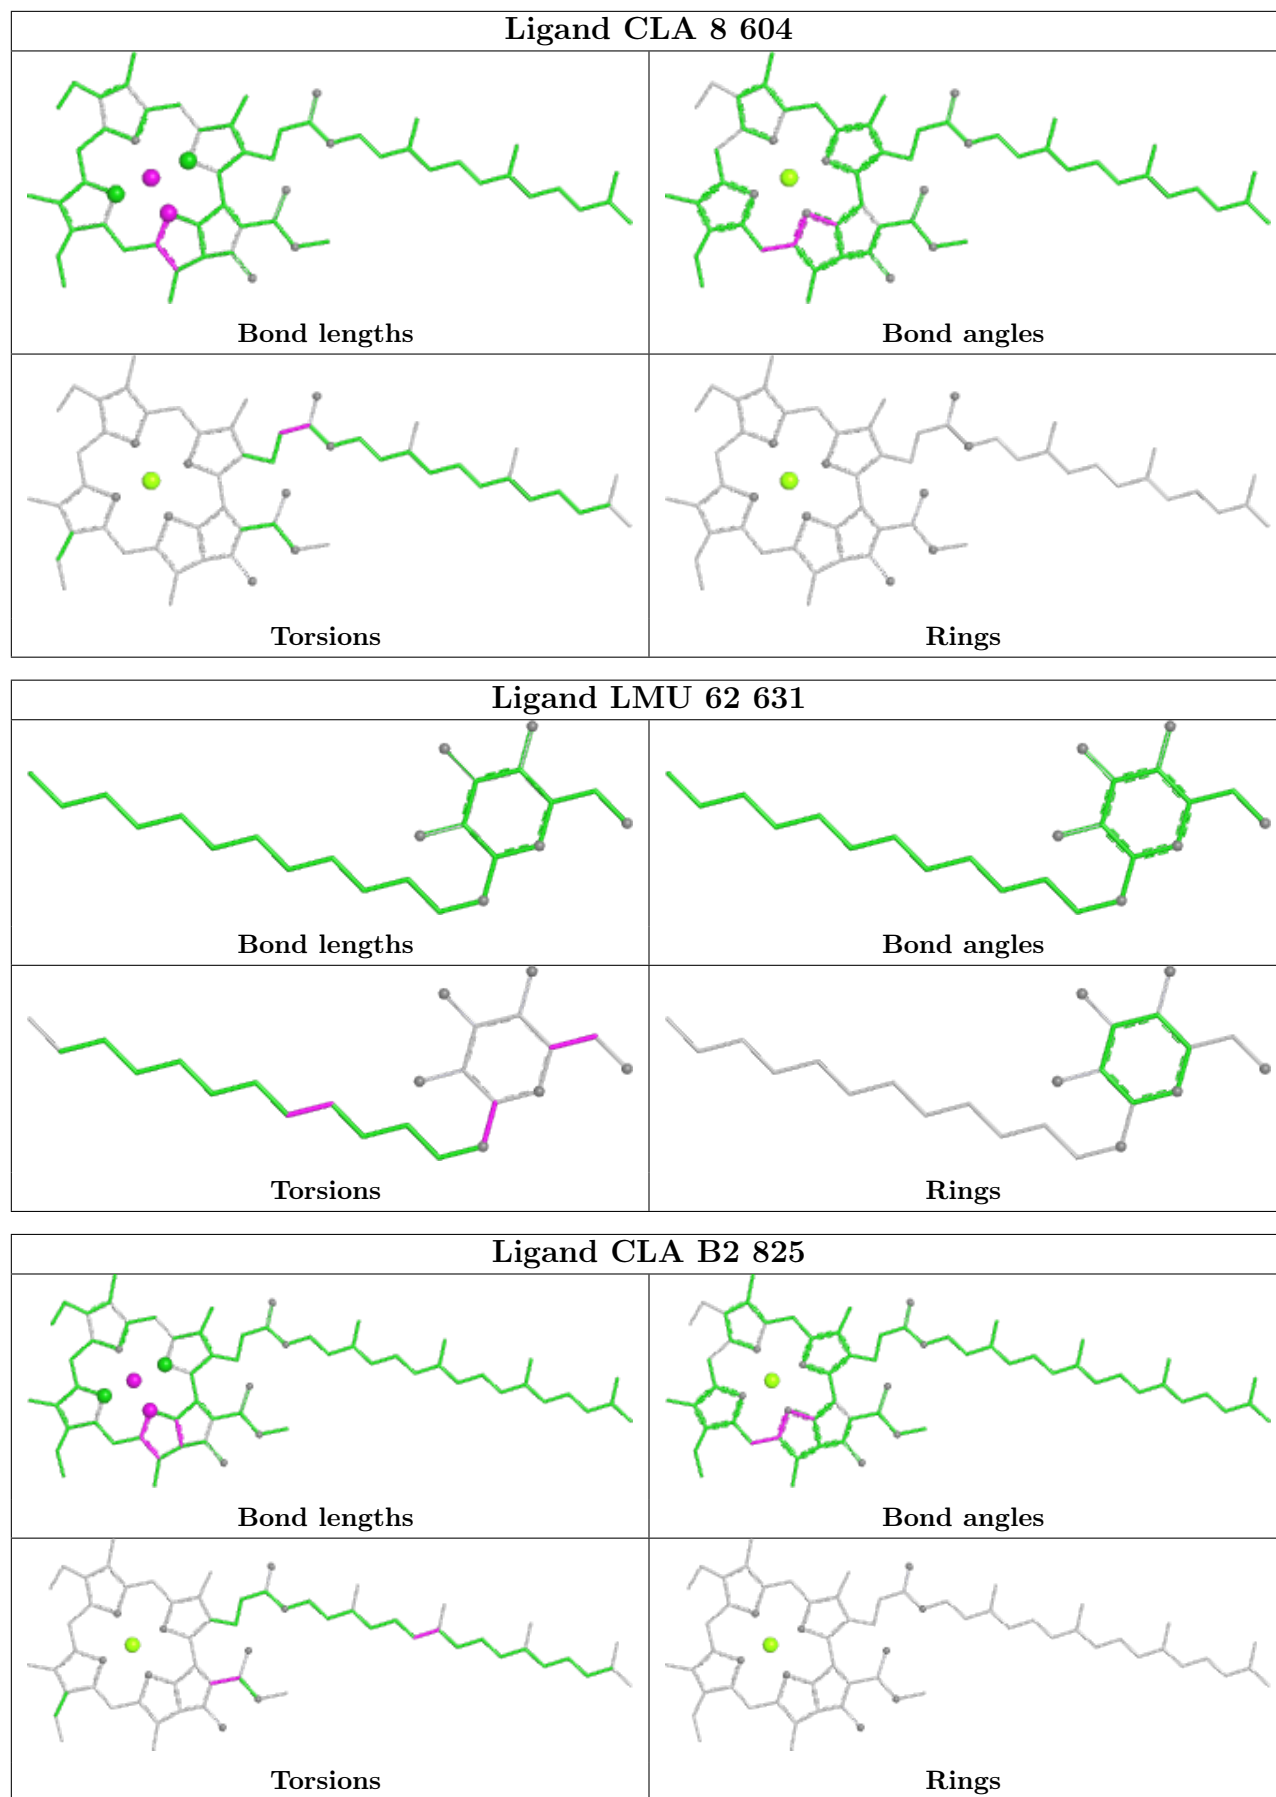 Ligand CLA 8 604
Bond lengths
Bond angles
Torsions
Rings
Ligand LMU 62 631
Bond lengths
Bond angles
Torsions
Rings
Ligand CLA B2 825
Bond lengths
Bond angles
Torsions
Rings